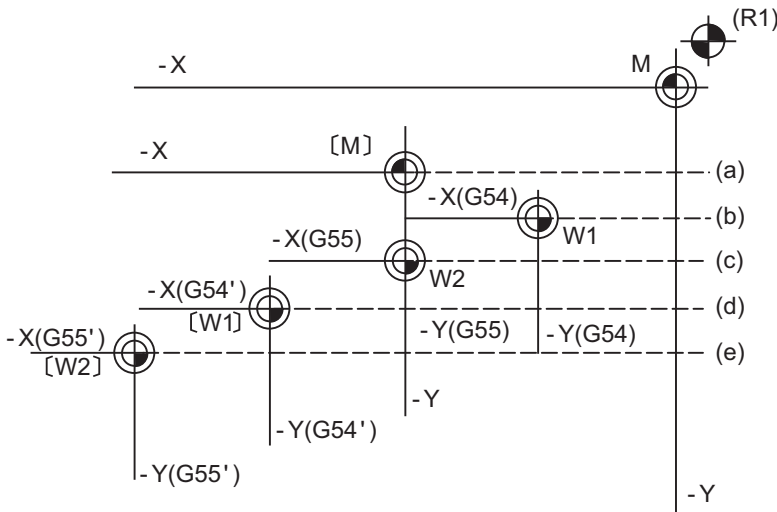 (R1)
M
-X
[M]
-X
(a)
-X(G54)
(b)
W1
-X(G55)
(c)
W2
-X(G54')
(d)
[W1]
-Y(G55)
-Y(G54)
-X(G55')
(e)
[W2]
-Y
-Y(G54')
-Y(G55')
-Y